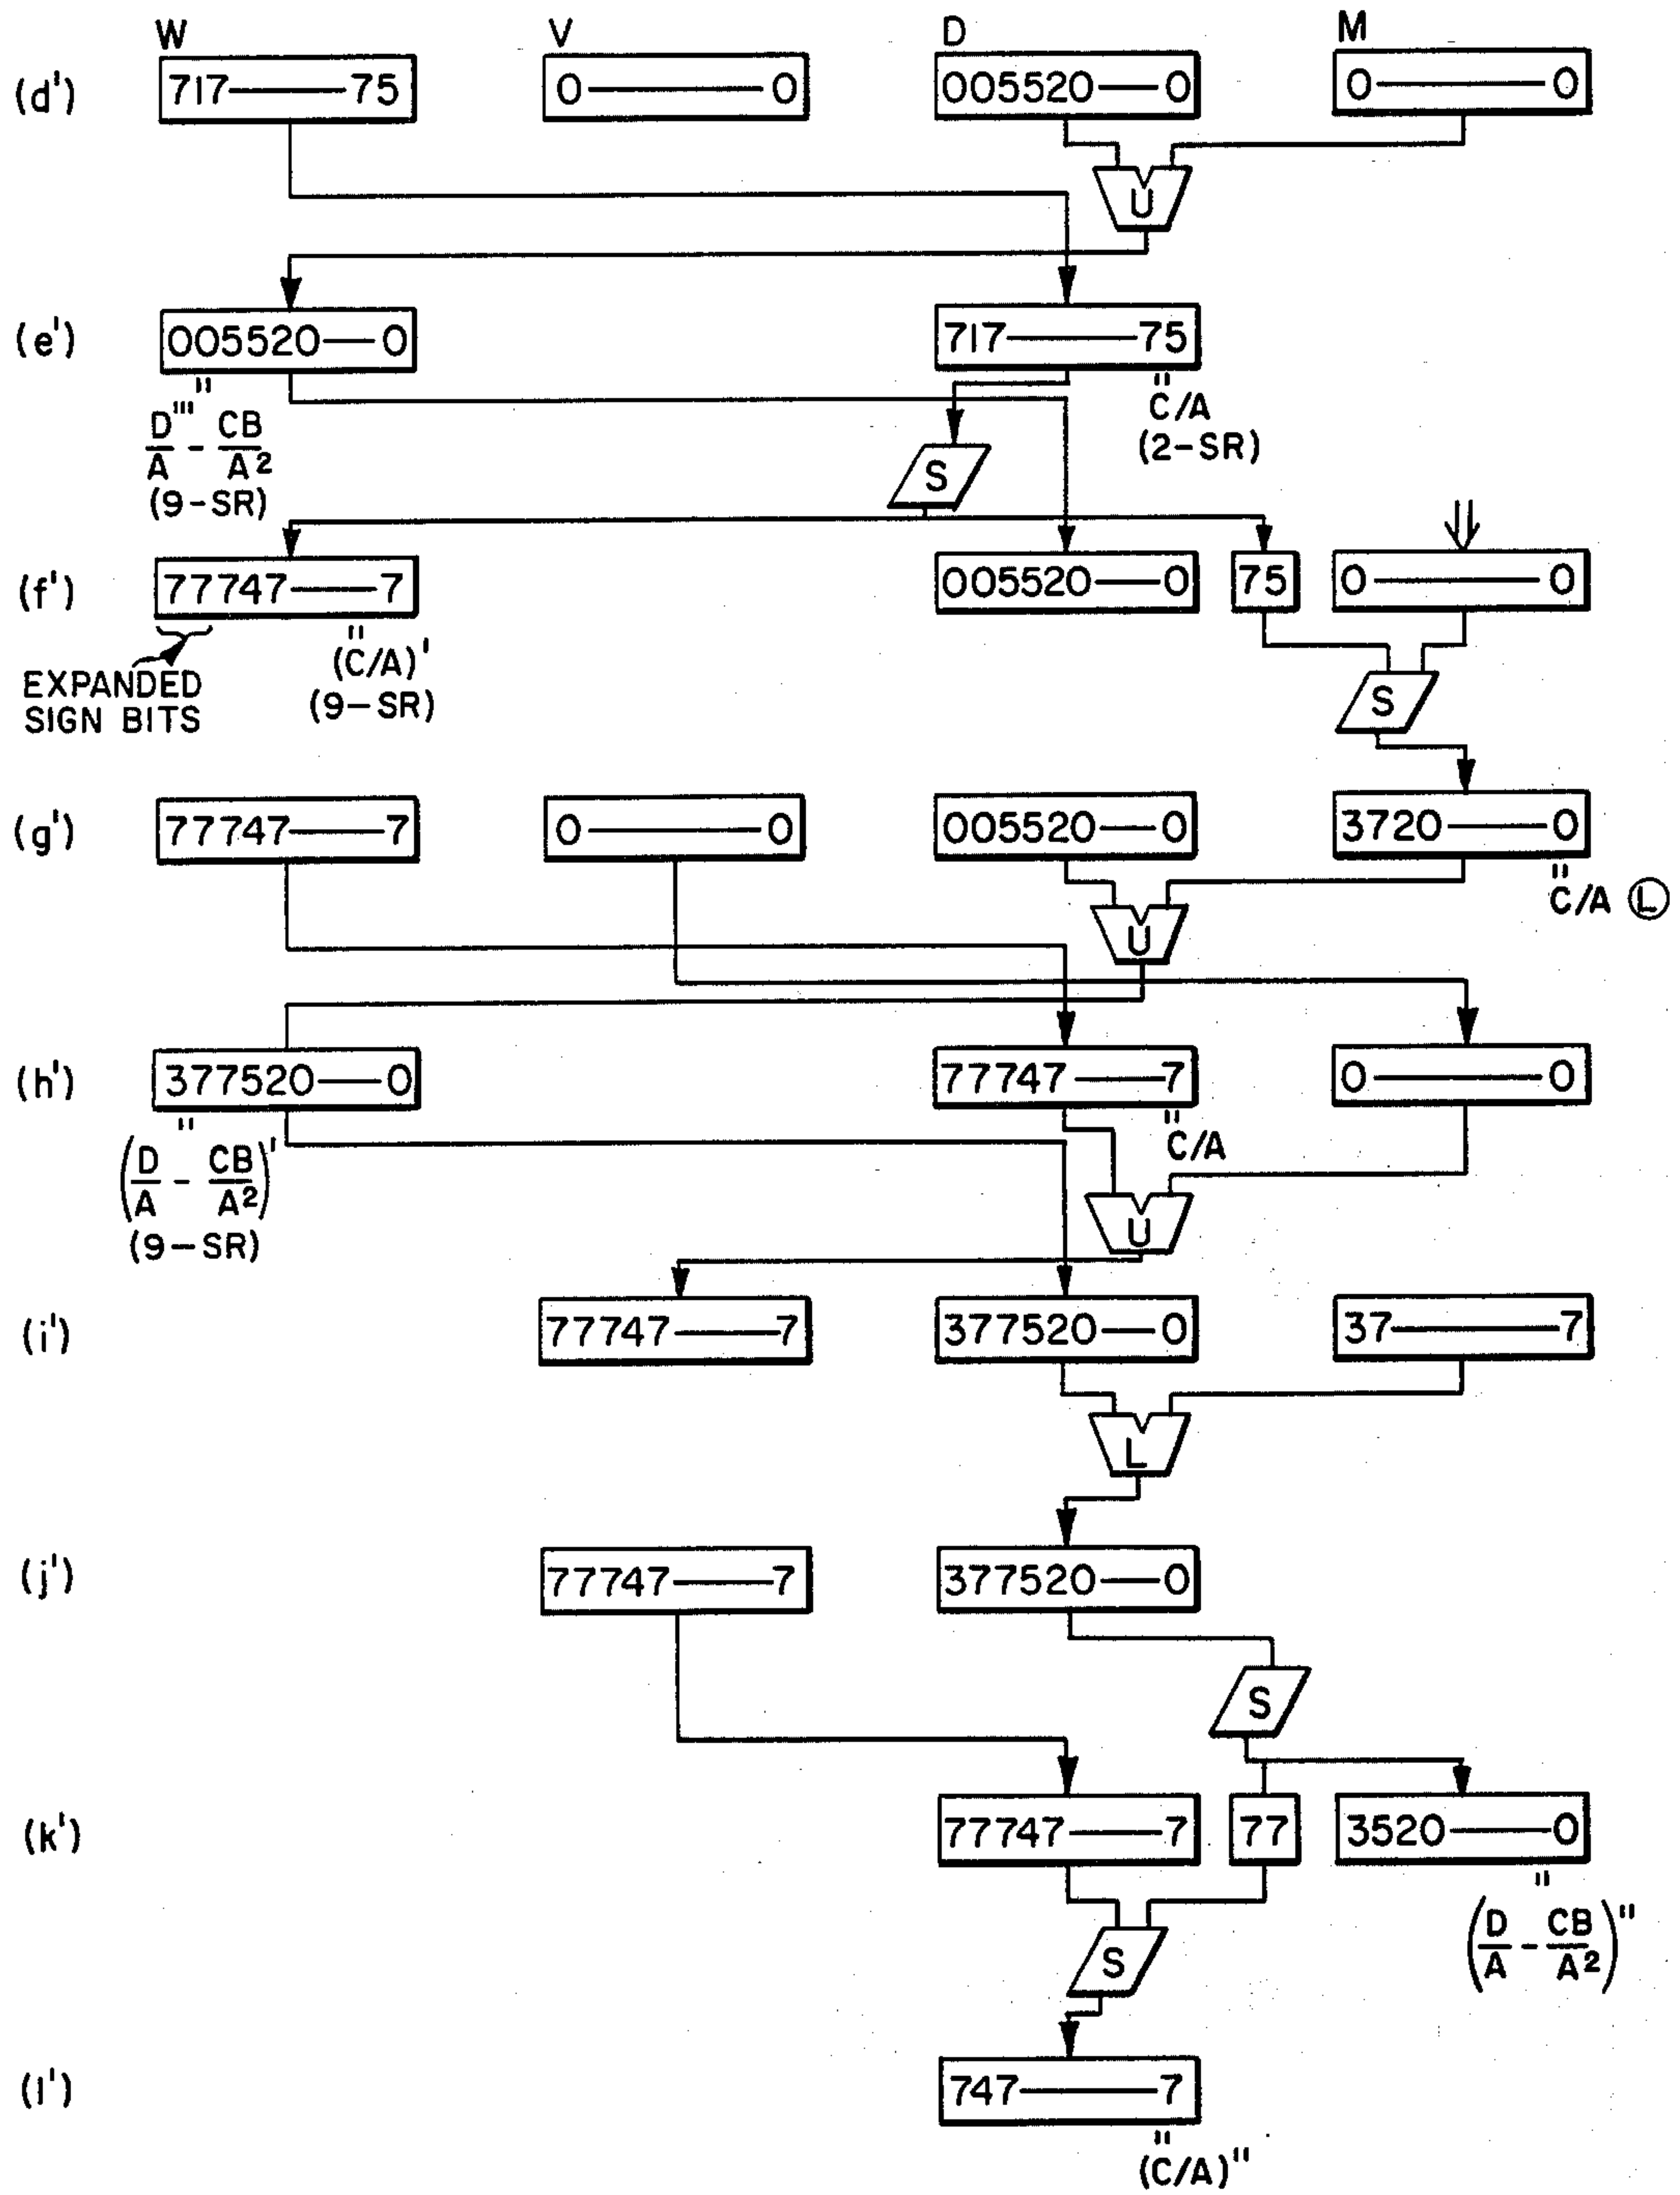 W V D M
(d') 717——75 0——0 005520—0 0——0
U
(e') 005520—0 717——75
" "
D'''/A - CB/A² C/A
(9-SR) (2-SR)
S
(f') 77747——7 005520—0 75 0——0
" 
EXPANDED SIGN BITS (C/A)'
(9-SR)
S
(g') 77747——7 0——0 005520—0 3720——0
"
C/A Ⓛ
U
(h') 377520—0 77747——7 0——0
" "
(D/A - CB/A²)' C/A
(9-SR)
U
(i') 77747——7 377520—0 37——7
L
(j') 77747——7 377520—0
S
(k') 77747——7 77 3520——0
"
(D/A - CB/A²)"
S
(l') 747——7
"
(C/A)"